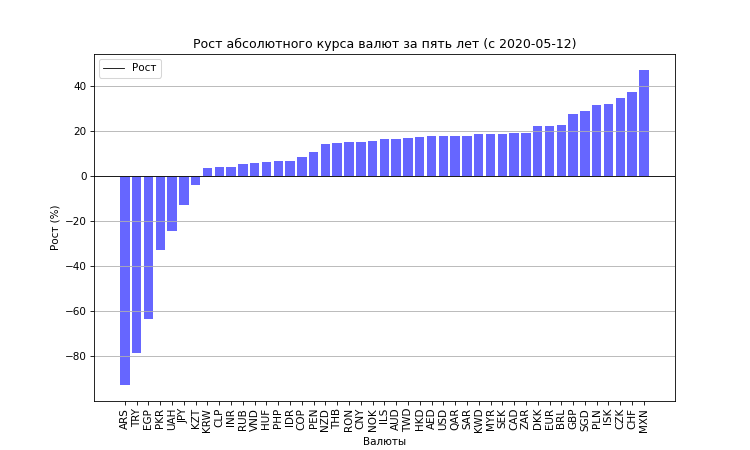 Рост абсолютного курса валют за пять лет (с 2020-05-12)
Рост
40
20
0
−20
−40
−60
−80
Рост (%)
ARS TRY EGP PKR UAH JPY KZT KRW CLP INR RUB VND HUF PHP IDR COP PEN NZD THB RON CNY NOK ILS AUD TWD HKD AED USD QAR SAR KWD MYR SEK CAD ZAR DKK EUR BRL GBP SGD PLN ISK CZK CHF MXN
Валюты